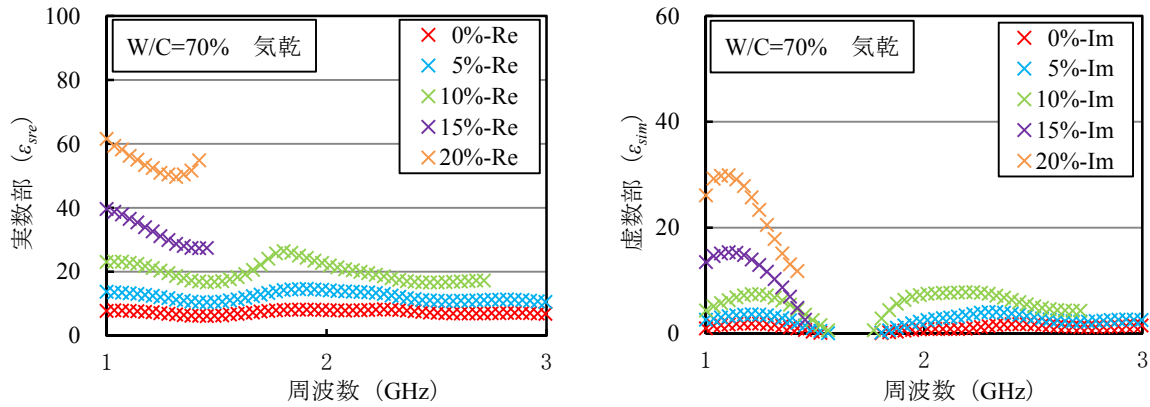 100
80
60
40
20
0
実数部（εsre）
W/C=70%　気乾
0%-Re
5%-Re
10%-Re
15%-Re
20%-Re
1
2
3
周波数（GHz）
60
40
20
0
虚数部（εsim）
W/C=70%　気乾
0%-Im
5%-Im
10%-Im
15%-Im
20%-Im
1
2
3
周波数（GHz）